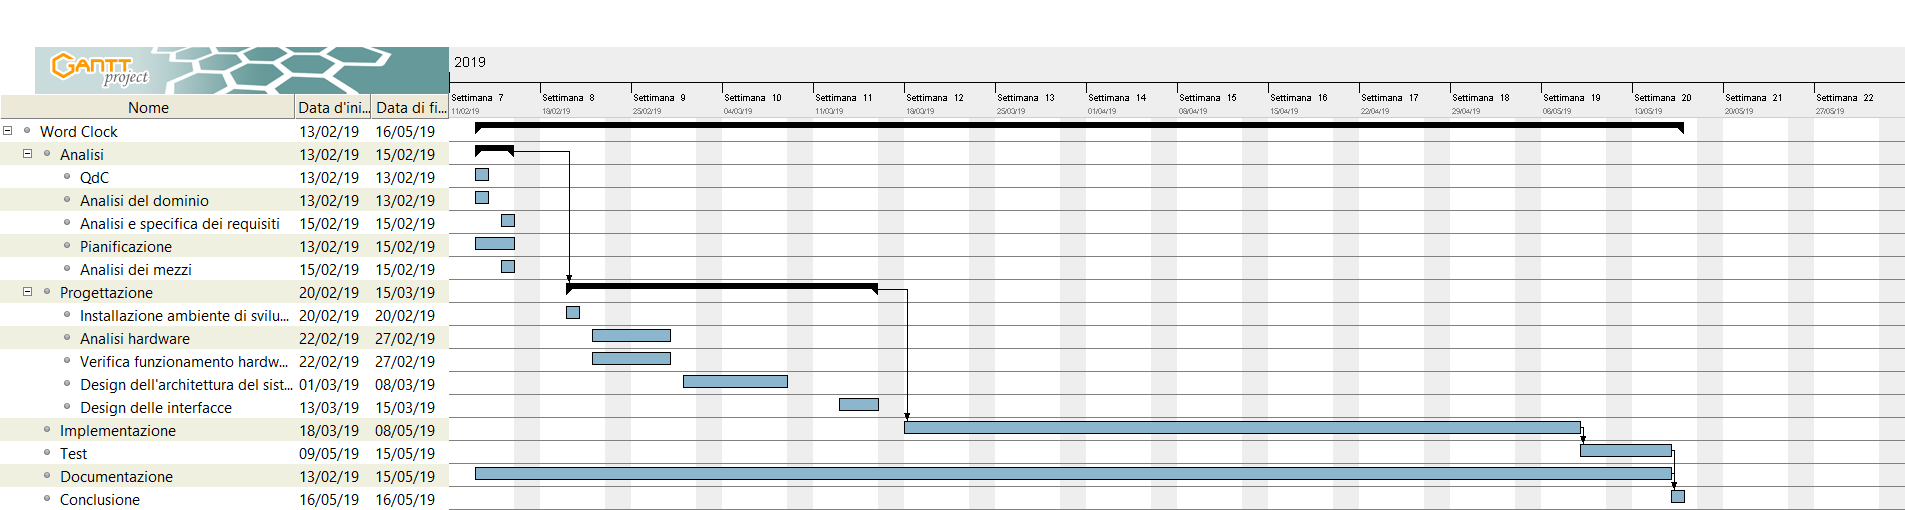 GANTT
project
2019
Nome Data d'ini... Data di fi...
Settimana 7 Settimana 8 Settimana 9 Settimana 10 Settimana 11 Settimana 12 Settimana 13 Settimana 14 Settimana 15 Settimana 16 Settimana 17 Settimana 18 Settimana 19 Settimana 20 Settimana 21 Settimana 22
11/02/19 18/02/19 25/02/19 04/03/19 11/03/19 18/03/19 25/03/19 01/04/19 08/04/19 15/04/19 22/04/19 29/04/19 06/05/19 13/05/19 20/05/19 27/05/19
Word Clock 13/02/19 16/05/19
Analisi 13/02/19 15/02/19
QdC 13/02/19 13/02/19
Analisi del dominio 13/02/19 13/02/19
Analisi e specifica dei requisiti 15/02/19 15/02/19
Pianificazione 13/02/19 15/02/19
Analisi dei mezzi 15/02/19 15/02/19
Progettazione 20/02/19 15/03/19
Installazione ambiente di svilu... 20/02/19 20/02/19
Analisi hardware 22/02/19 27/02/19
Verifica funzionamento hardw... 22/02/19 27/02/19
Design dell'architettura del sist... 01/03/19 08/03/19
Design delle interfacce 13/03/19 15/03/19
Implementazione 18/03/19 08/05/19
Test 09/05/19 15/05/19
Documentazione 13/02/19 15/05/19
Conclusione 16/05/19 16/05/19